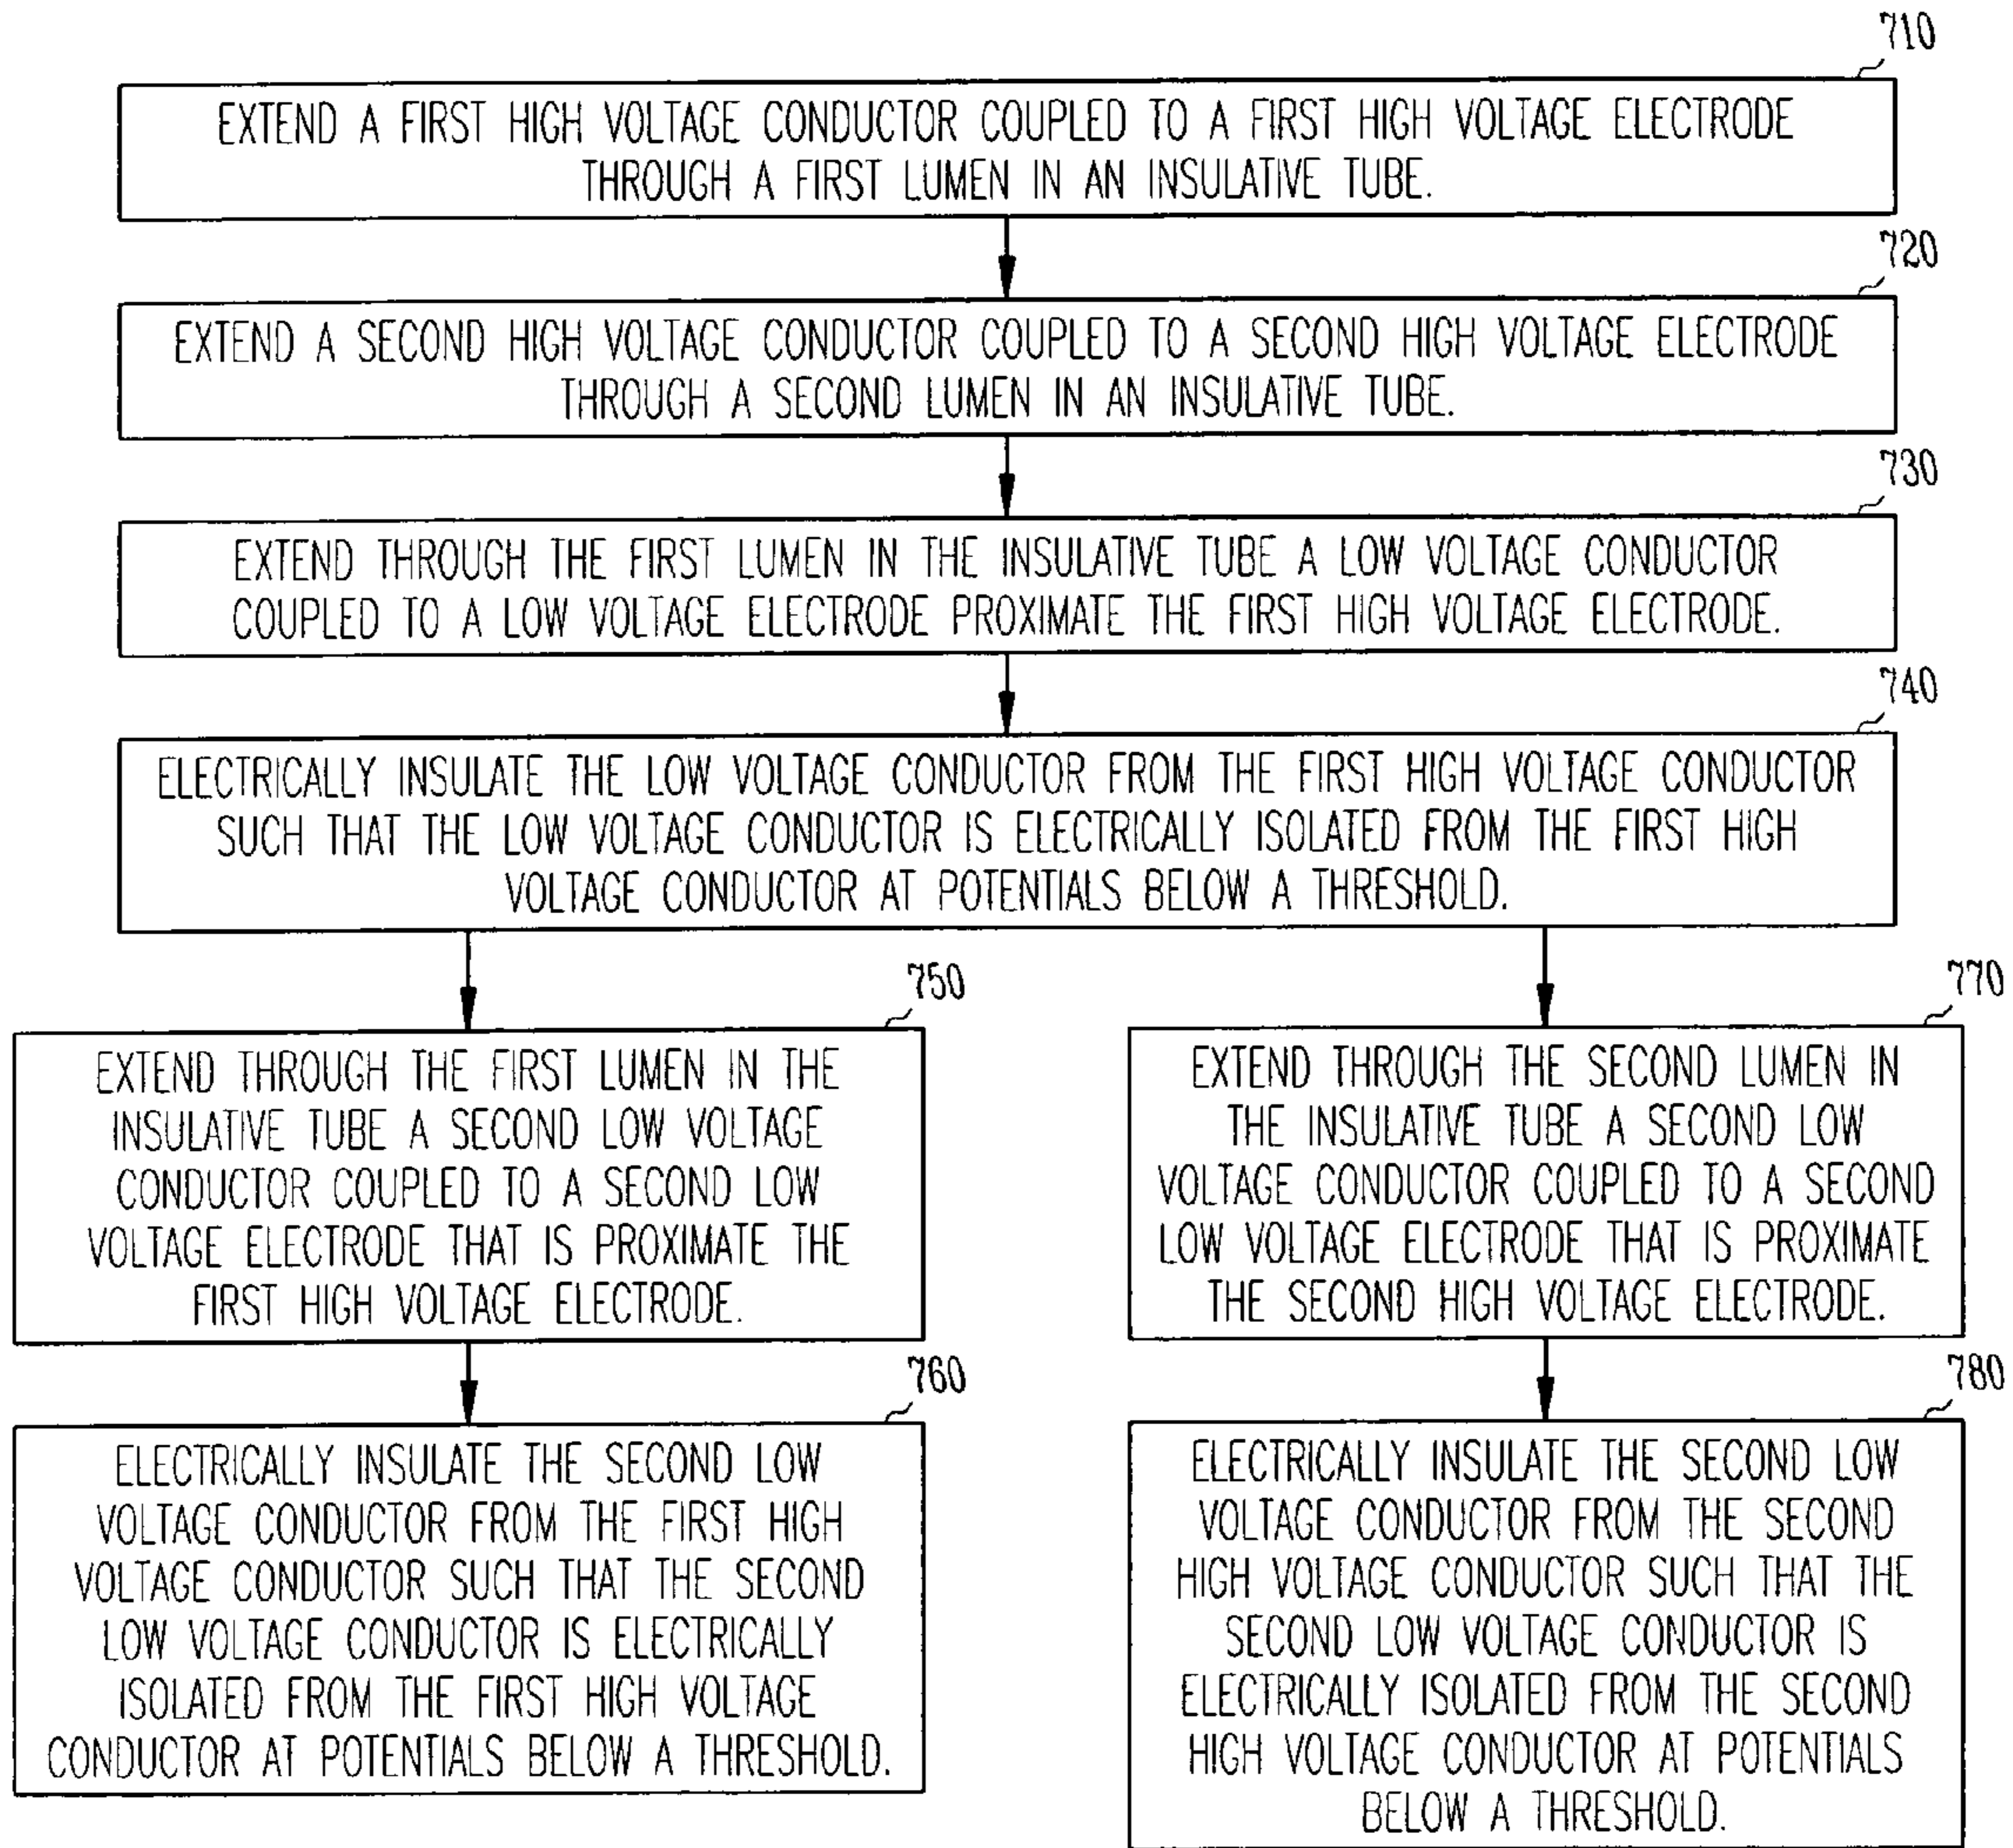 710
EXTEND A FIRST HIGH VOLTAGE CONDUCTOR COUPLED TO A FIRST HIGH VOLTAGE ELECTRODE
THROUGH A FIRST LUMEN IN AN INSULATIVE TUBE.
720
EXTEND A SECOND HIGH VOLTAGE CONDUCTOR COUPLED TO A SECOND HIGH VOLTAGE ELECTRODE
THROUGH A SECOND LUMEN IN AN INSULATIVE TUBE.
730
EXTEND THROUGH THE FIRST LUMEN IN THE INSULATIVE TUBE A LOW VOLTAGE CONDUCTOR
COUPLED TO A LOW VOLTAGE ELECTRODE PROXIMATE THE FIRST HIGH VOLTAGE ELECTRODE.
740
ELECTRICALLY INSULATE THE LOW VOLTAGE CONDUCTOR FROM THE FIRST HIGH VOLTAGE CONDUCTOR
SUCH THAT THE LOW VOLTAGE CONDUCTOR IS ELECTRICALLY ISOLATED FROM THE FIRST HIGH
VOLTAGE CONDUCTOR AT POTENTIALS BELOW A THRESHOLD.
750
EXTEND THROUGH THE FIRST LUMEN IN THE
INSULATIVE TUBE A SECOND LOW VOLTAGE
CONDUCTOR COUPLED TO A SECOND LOW
VOLTAGE ELECTRODE THAT IS PROXIMATE THE
FIRST HIGH VOLTAGE ELECTRODE.
760
ELECTRICALLY INSULATE THE SECOND LOW
VOLTAGE CONDUCTOR FROM THE FIRST HIGH
VOLTAGE CONDUCTOR SUCH THAT THE SECOND
LOW VOLTAGE CONDUCTOR IS ELECTRICALLY
ISOLATED FROM THE FIRST HIGH VOLTAGE
CONDUCTOR AT POTENTIALS BELOW A THRESHOLD.
770
EXTEND THROUGH THE SECOND LUMEN IN
THE INSULATIVE TUBE A SECOND LOW
VOLTAGE CONDUCTOR COUPLED TO A SECOND
LOW VOLTAGE ELECTRODE THAT IS PROXIMATE
THE SECOND HIGH VOLTAGE ELECTRODE.
780
ELECTRICALLY INSULATE THE SECOND LOW
VOLTAGE CONDUCTOR FROM THE SECOND
HIGH VOLTAGE CONDUCTOR SUCH THAT THE
SECOND LOW VOLTAGE CONDUCTOR IS
ELECTRICALLY ISOLATED FROM THE SECOND
HIGH VOLTAGE CONDUCTOR AT POTENTIALS
BELOW A THRESHOLD.